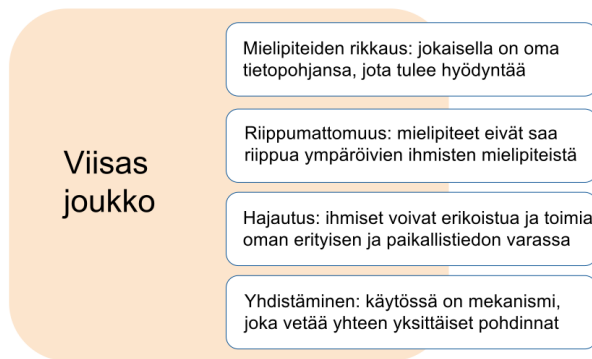 Viisas
joukko
Mielipiteiden rikkaus: jokaisella on oma
tietopohjansa, jota tulee hyödyntää
Riippumattomuus: mielipiteet eivät saa
riippua ympäröivien ihmisten mielipiteistä
Hajautus: ihmiset voivat erikoistua ja toimia
oman erityisen ja paikallistiedon varassa
Yhdistäminen: käytössä on mekanismi,
joka vetää yhteen yksittäiset pohdinnat